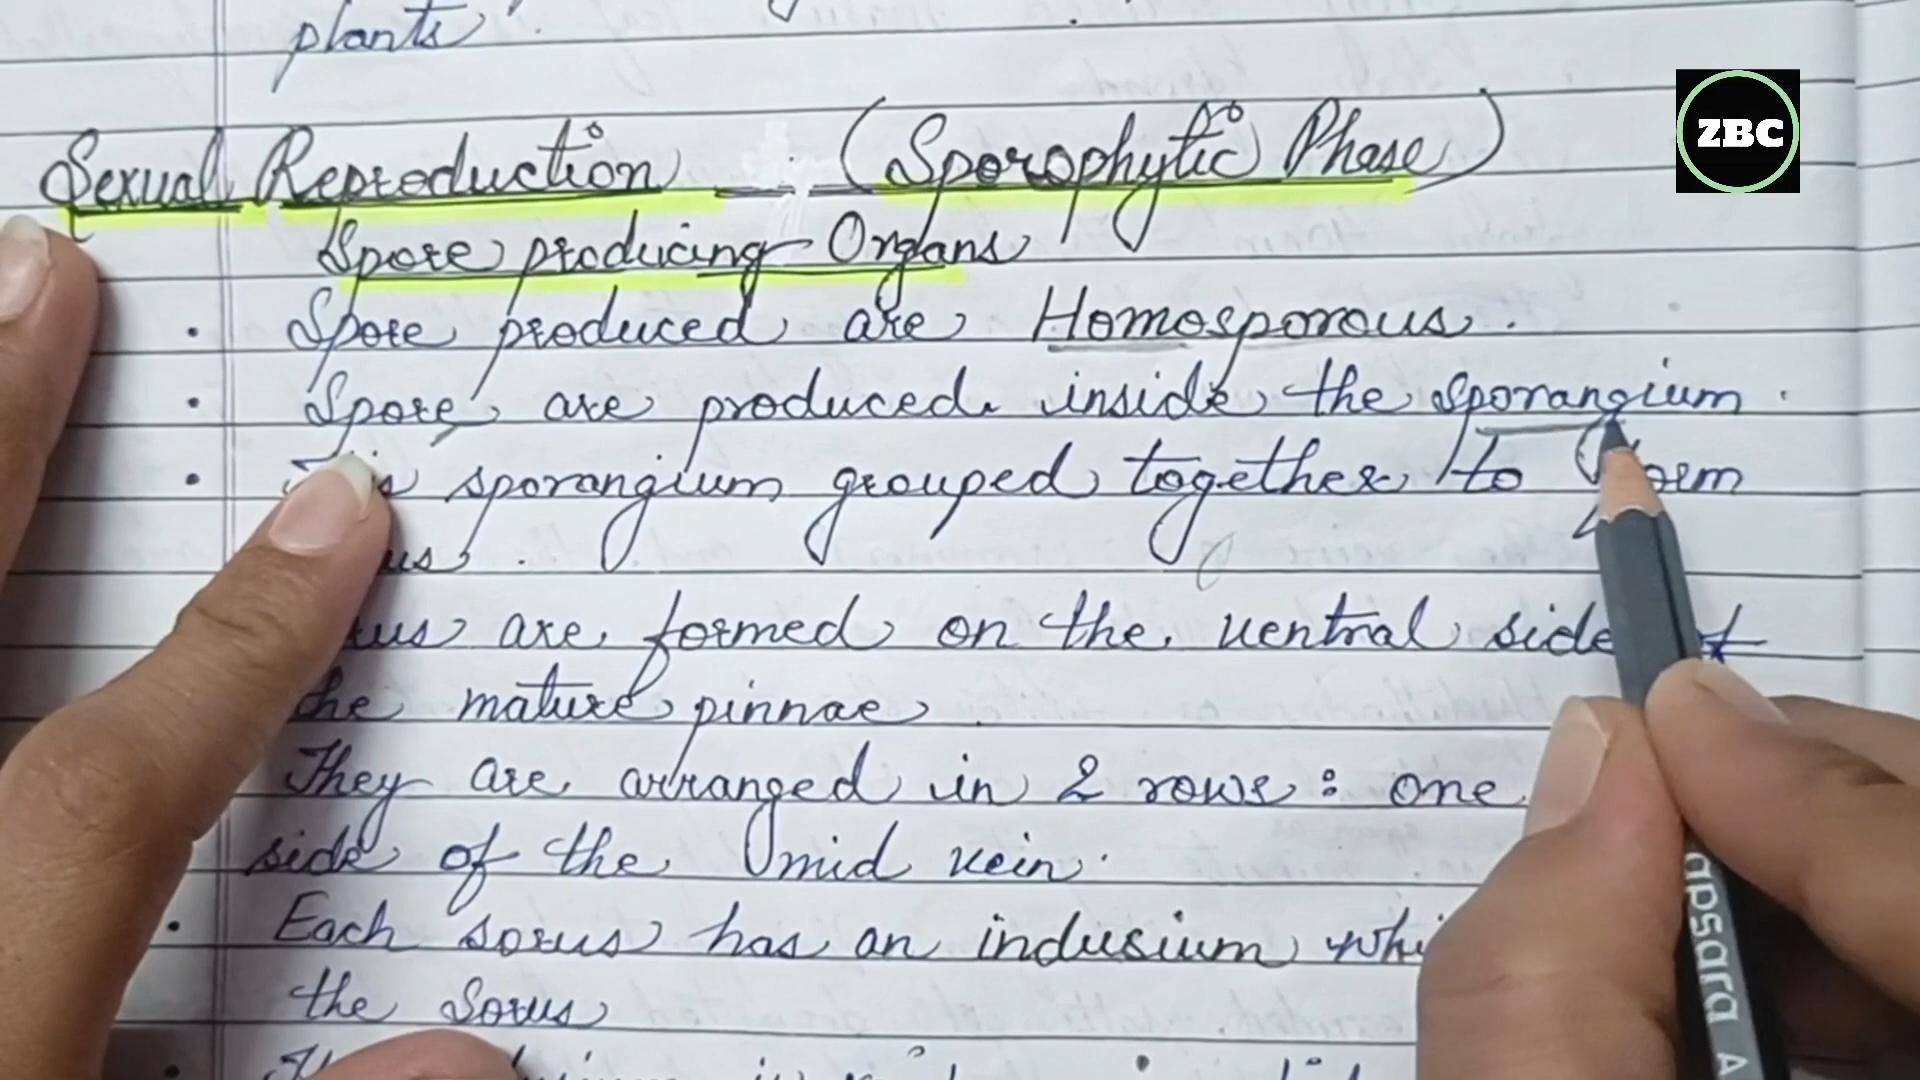 plants
Sexual Reproduction — (Sporophytic Phase)
ZBC
Spore producing Organs
Spore produced are Homosporous.
Spore, are produced inside the sporangium.
sporangium grouped together to form
are formed on the ventral side of
the mature pinnae
They are arranged in 2 rows: one
side of the mid vein.
Each sorus has an indusium
the Sorus
apsara